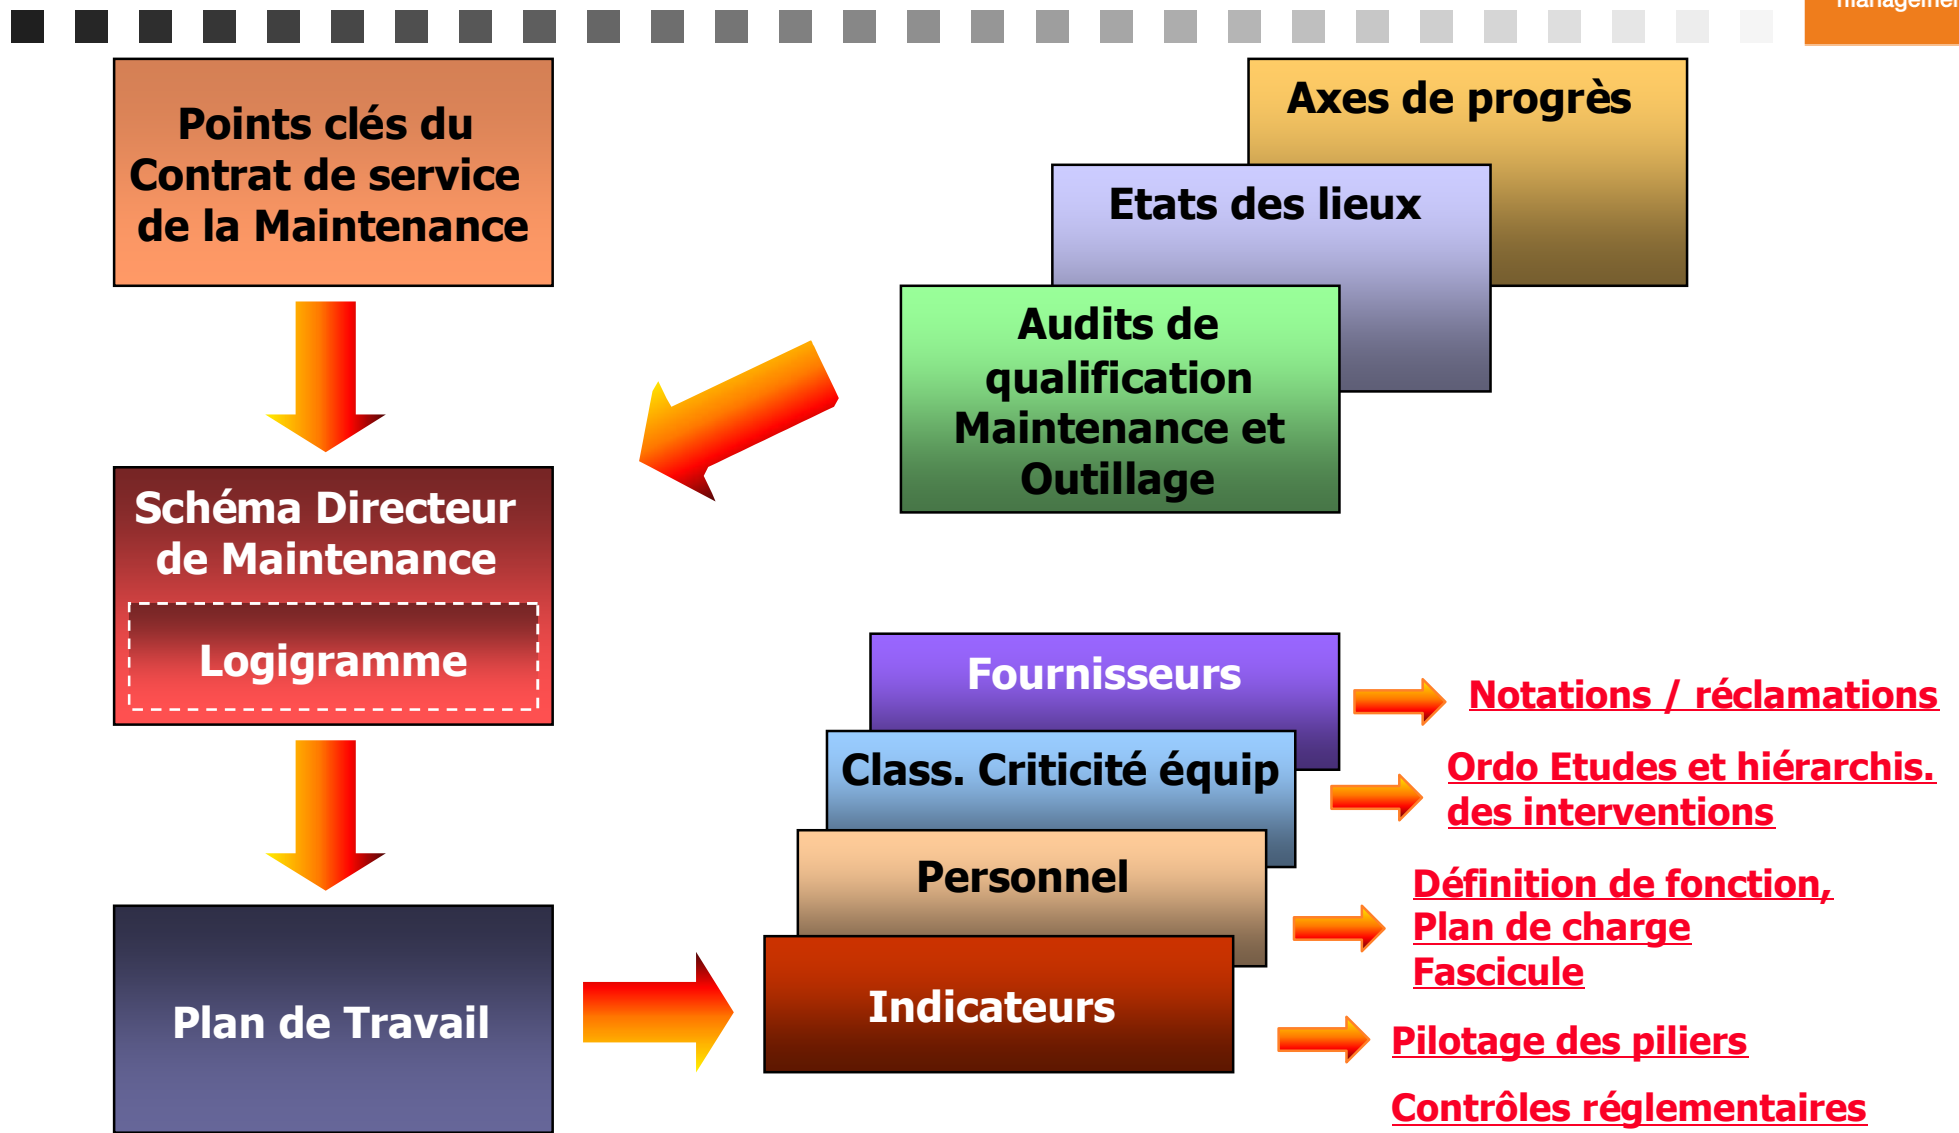 Points clés du
Contrat de service
de la Maintenance
Axes de progrès
Etats des lieux
Audits de
qualification
Maintenance et
Outillage
Schéma Directeur
de Maintenance
Logigramme
Plan de Travail
Fournisseurs
Class. Criticité équip
Personnel
Indicateurs
Notations / réclamations
Ordo Etudes et hiérarchis.
des interventions
Définition de fonction,
Plan de charge
Fascicule
Pilotage des piliers
Contrôles réglementaires